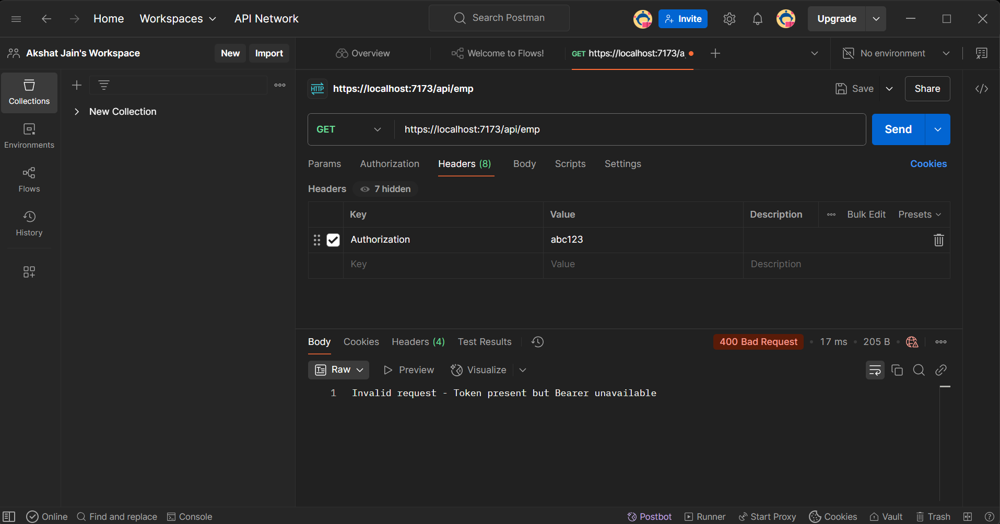 Home Workspaces API Network Search Postman Invite Upgrade
Akshat Jain's Workspace New Import Overview Welcome to Flows! GET https://localhost:7173/a No environment
Collections
Environments
Flows
History
New Collection
HTTP https://localhost:7173/api/emp Save Share
GET https://localhost:7173/api/emp Send
Params Authorization Headers (8) Body Scripts Settings Cookies
Headers 7 hidden
Key Value Description Bulk Edit Presets
Authorization abc123
Key Value Description
Body Cookies Headers (4) Test Results 400 Bad Request • 17 ms • 205 B •
Raw Preview Visualize
1 Invalid request - Token present but Bearer unavailable
Online Find and replace Console Postbot Runner Start Proxy Cookies Vault Trash